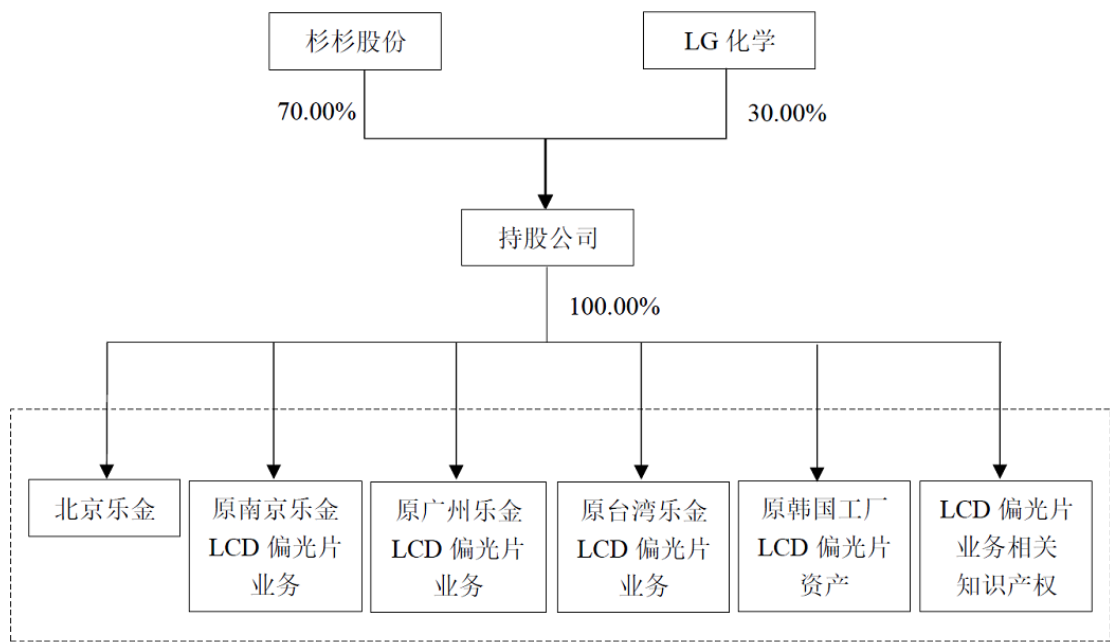 杉杉股份
LG 化学
70.00%
30.00%
持股公司
100.00%
北京乐金
原南京乐金
LCD 偏光片
业务
原广州乐金
LCD 偏光片
业务
原台湾乐金
LCD 偏光片
业务
原韩国工厂
LCD 偏光片
资产
LCD 偏光片
业务相关
知识产权